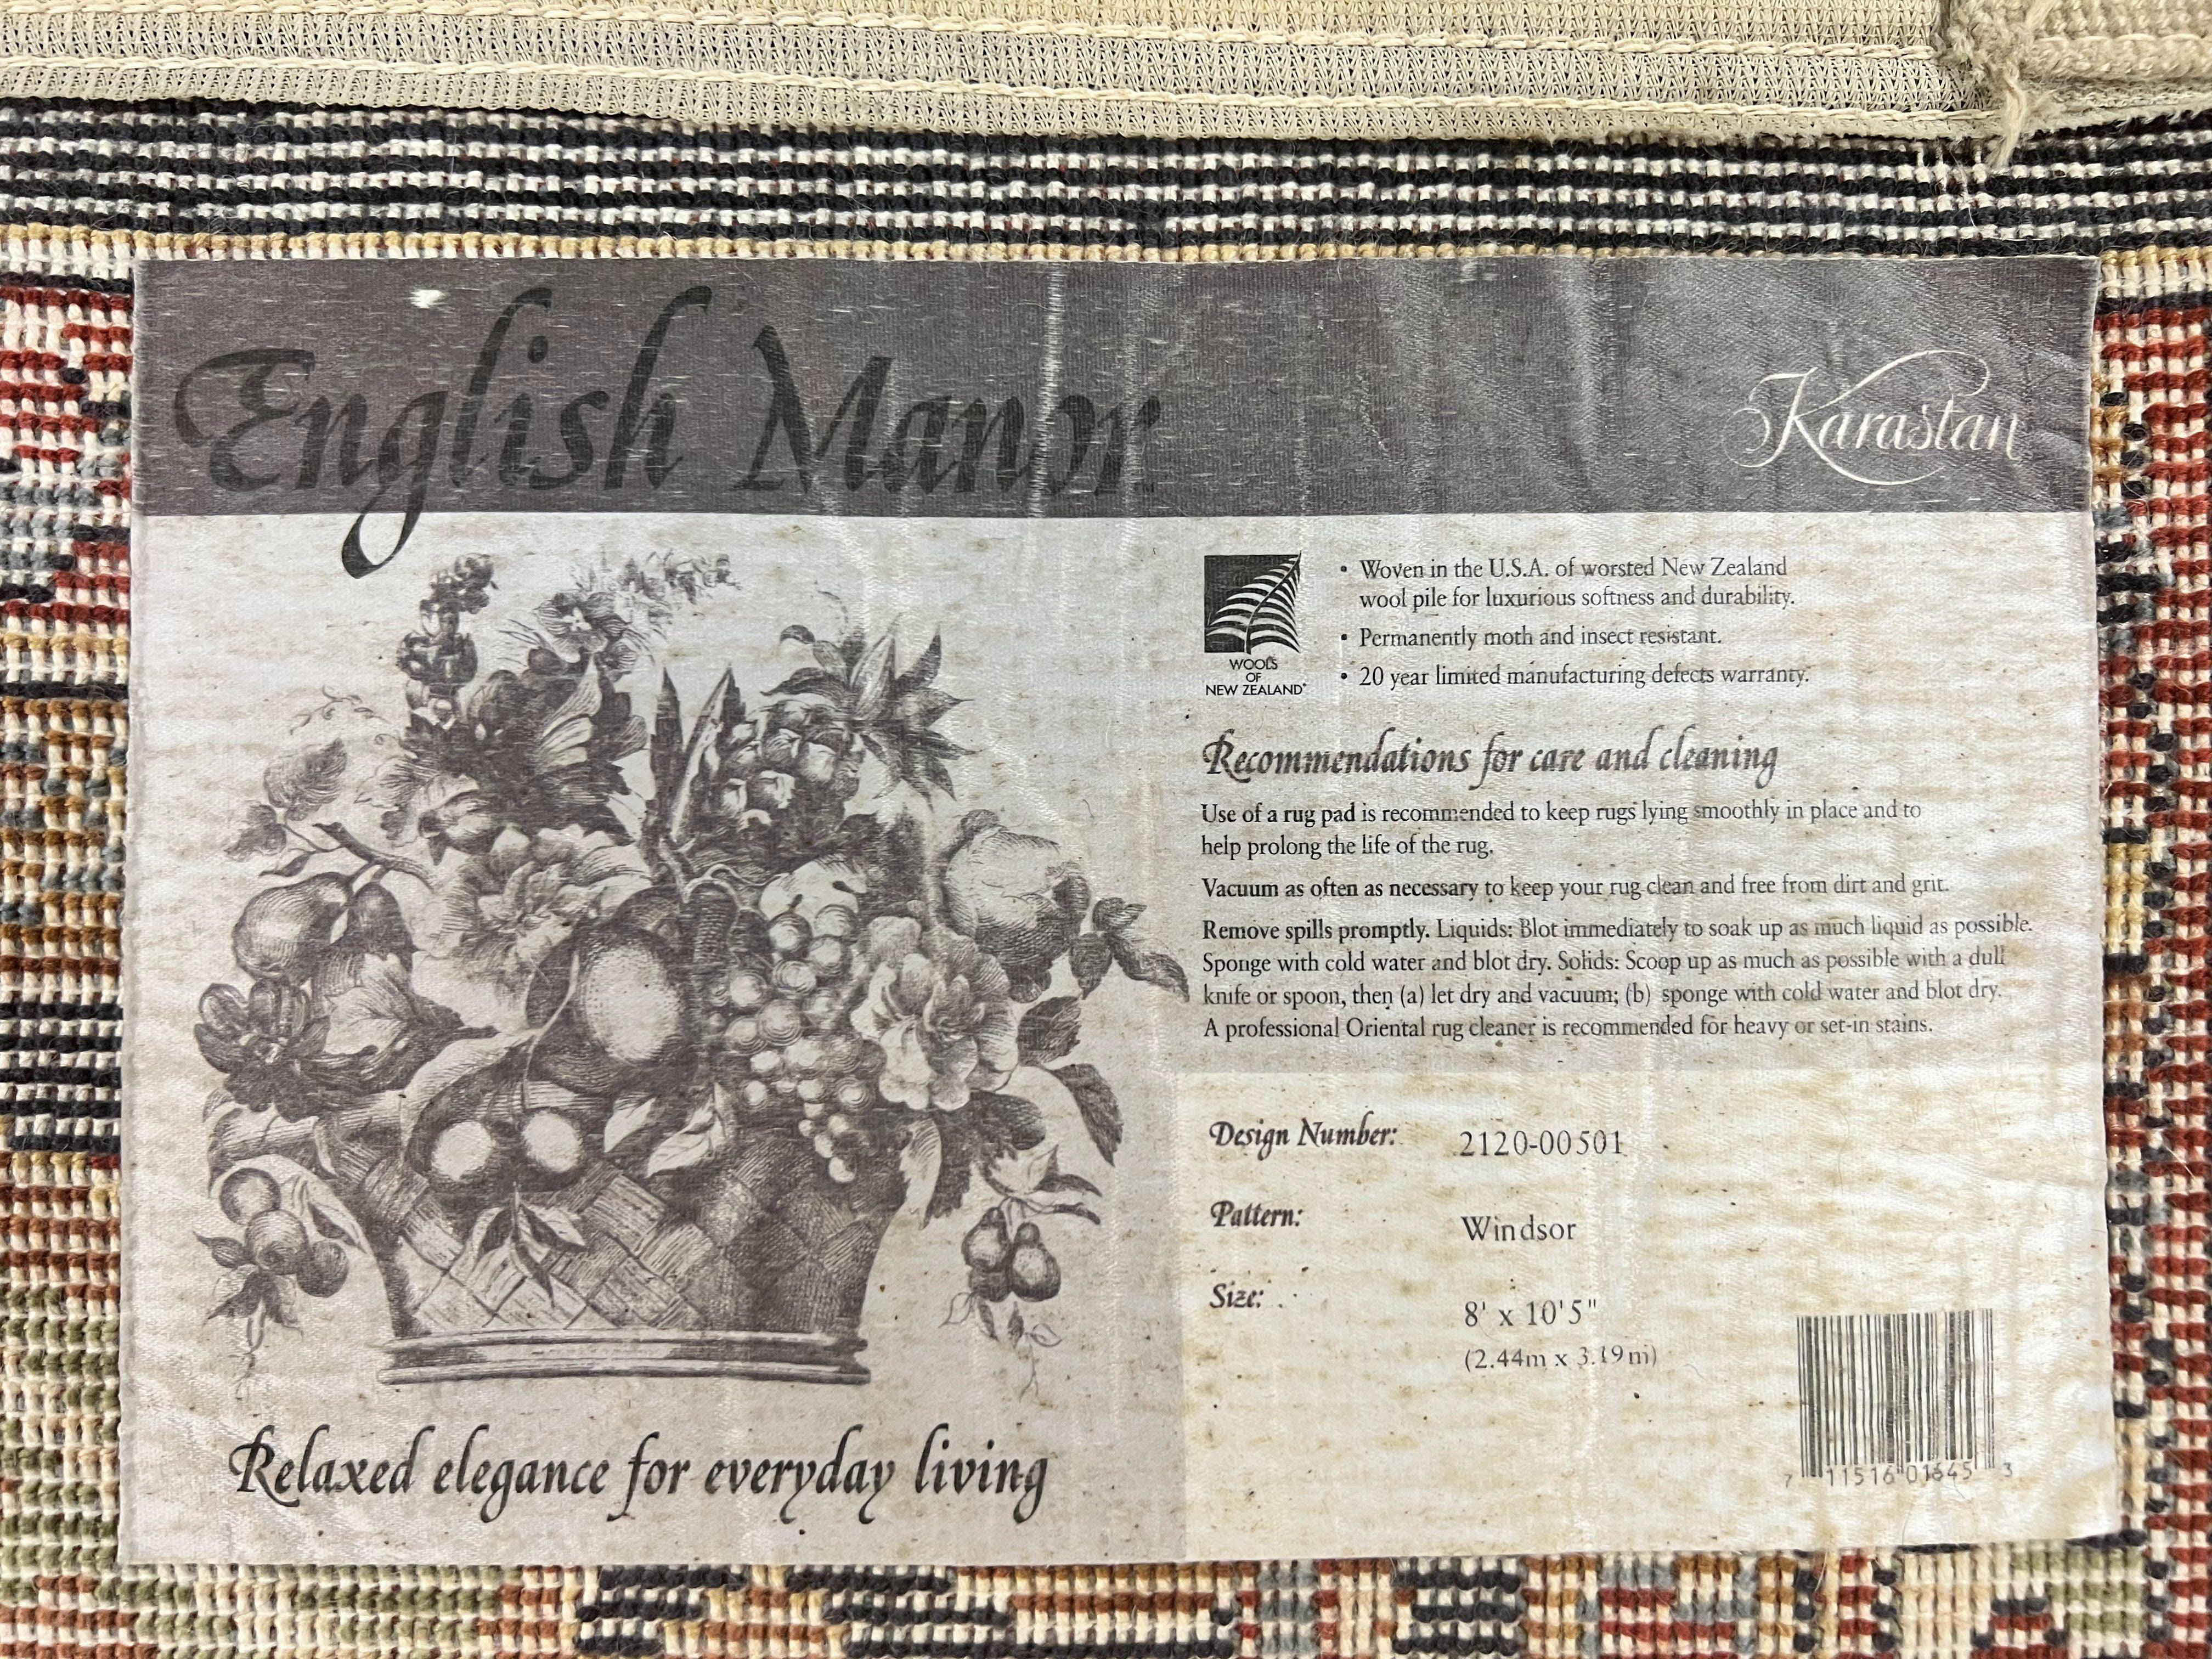 English Manor™
Karastan
WOOLS
OF
NEW ZEALAND
• Woven in the U.S.A. of worsted New Zealand
wool pile for luxurious softness and durability.
• Permanently moth and insect resistant.
• 20 year limited manufacturing defects warranty.
Recommendations for care and cleaning
Use of a rug pad is recommended to keep rugs lying smoothly in place and to
help prolong the life of the rug.
Vacuum as often as necessary to keep your rug clean and free from dirt and grit.
Remove spills promptly. Liquids: Blot immediately to soak up as much liquid as possible.
Sponge with cold water and blot dry. Solids: Scoop up as much as possible with a dull
knife or spoon, then (a) let dry and vacuum; (b) sponge with cold water and blot dry.
A professional Oriental rug cleaner is recommended for heavy or set-in stains.
Design Number: 2120-00501
Pattern: Windsor
Size: 8' x 10'5"
(2.44m x 3.19m)
7 11516 01645 3
Relaxed elegance for everyday living